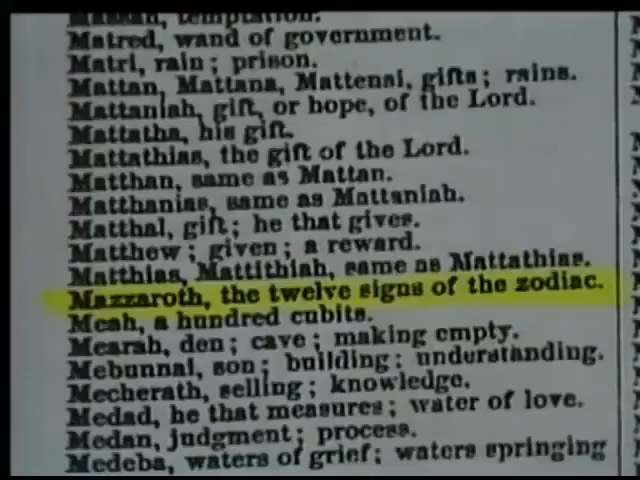 Massah, temptation.
Matred, wand of government.
Matri, rain; prison.
Mattan, Mattana, Mattenai, gifts; rains.
Mattaniah, gift, or hope, of the Lord.
Mattatha, his gift.
Mattathias, the gift of the Lord.
Matthan, same as Mattan.
Matthanias, same as Mattaniah.
Matthal, gift; he that gives.
Matthew; given; a reward.
Matthias, Mattithiah, same as Mattathias.
Mazzaroth, the twelve signs of the zodiac.
Meah, a hundred cubits.
Mearah, den; cave; making empty.
Mebunnai, son; building; understanding.
Mecherath, selling; knowledge.
Medad, he that measures; water of love.
Medan, judgment; process.
Medeba, waters of grief; waters springing